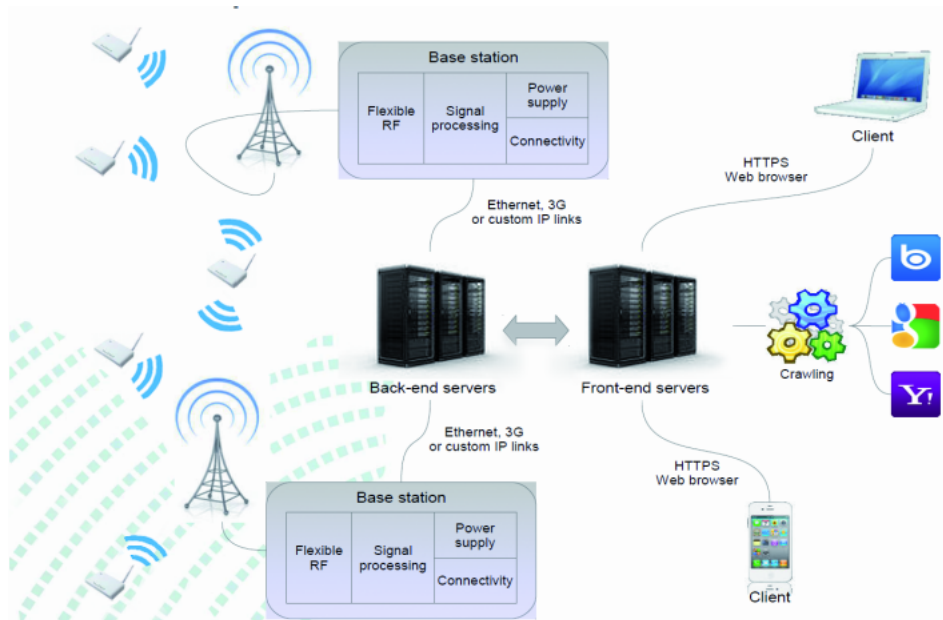 Base station
Flexible
RF
Signal
processing
Power
supply
Connectivity
Client
HTTPS
Web browser
Ethernet, 3G
or custom IP links
Back-end servers
Front-end servers
Crawling
Y!
Ethernet, 3G
or custom IP links
HTTPS
Web browser
Base station
Flexible
RF
Signal
processing
Power
supply
Connectivity
Client